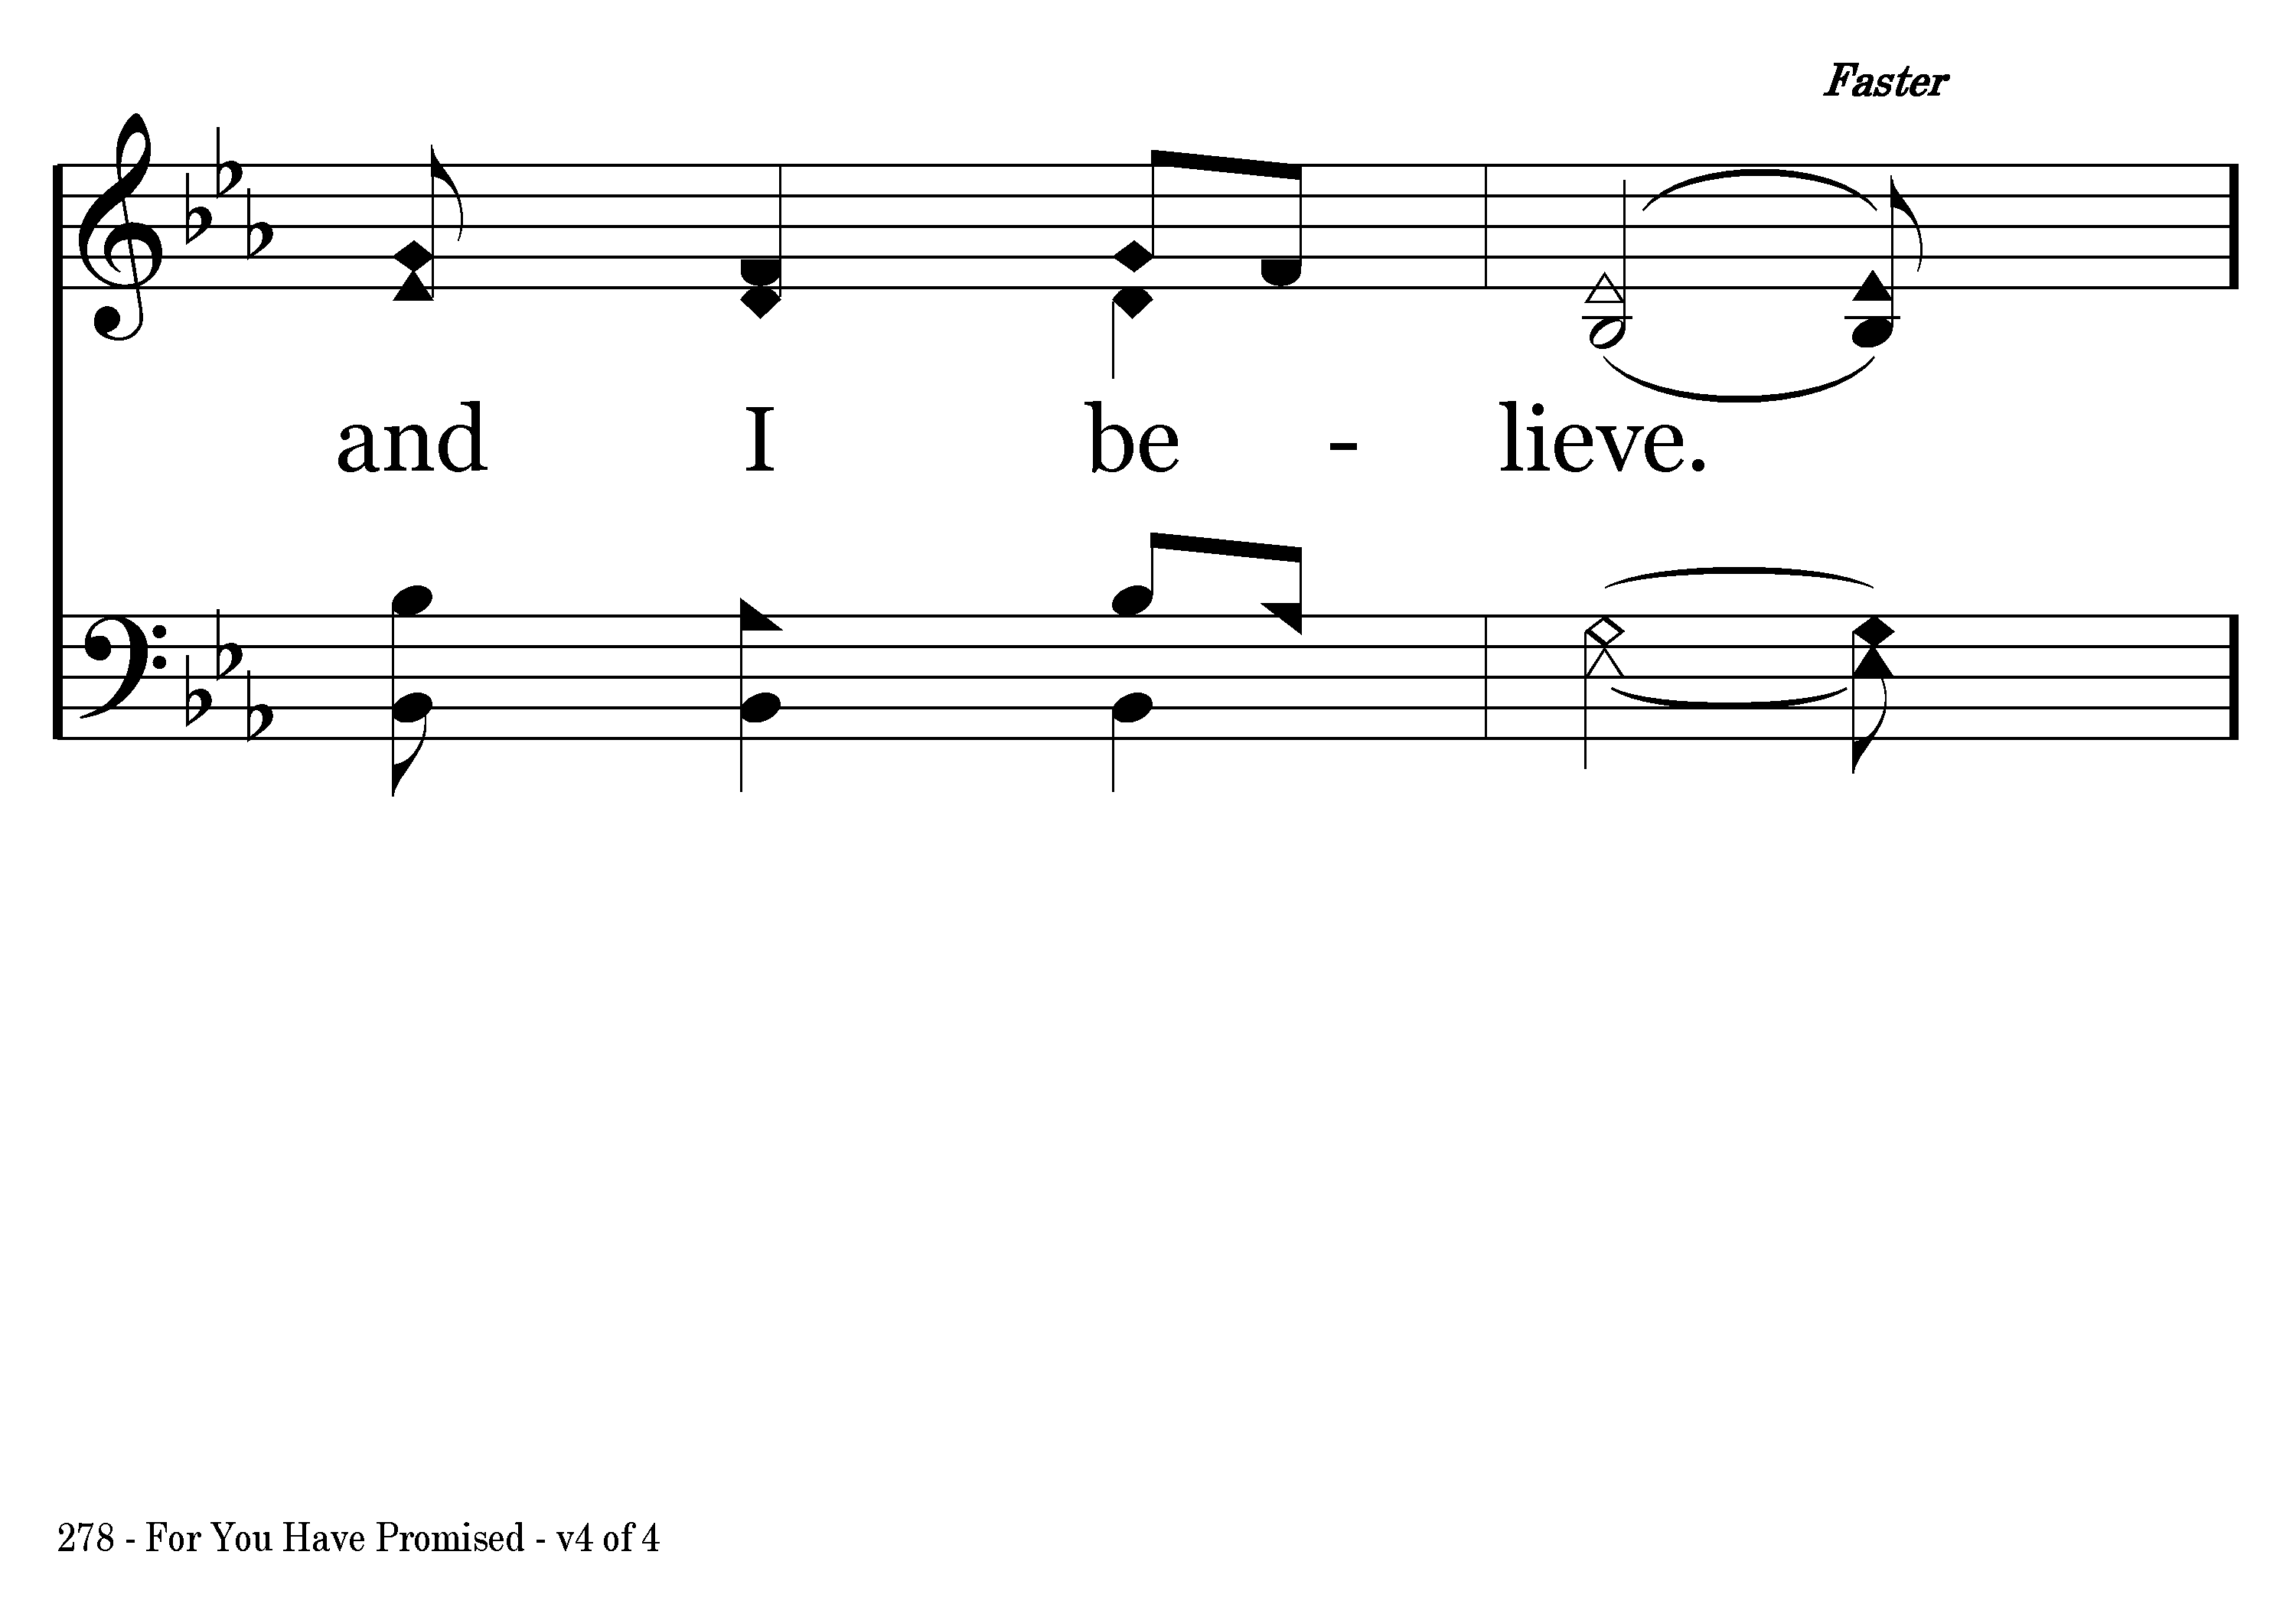 Faster
and I be - lieve.
278 - For You Have Promised - v4 of 4